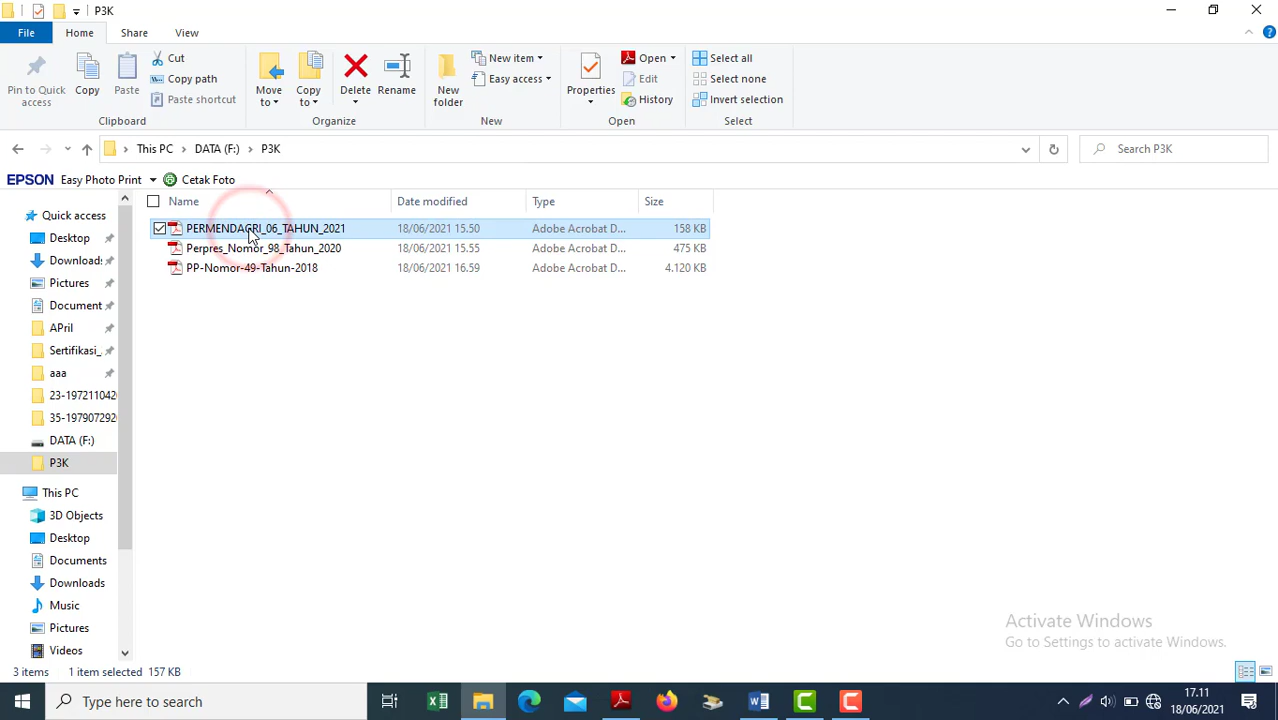 P3K
File Home Share View
Pin to Quick access
Copy
Paste
Cut
Copy path
Paste shortcut
Clipboard
Move to
Copy to
Delete
Rename
Organize
New folder
New item
Easy access
New
Properties
Open
Edit
History
Open
Select all
Select none
Invert selection
Select
This PC DATA (F:) P3K
Search P3K
EPSON Easy Photo Print Cetak Foto
Name Date modified Type Size
PERMENDAGRI_06_TAHUN_2021 18/06/2021 15.50 Adobe Acrobat D... 158 KB
Perpres_Nomor_98_Tahun_2020 18/06/2021 15.55 Adobe Acrobat D... 475 KB
PP-Nomor-49-Tahun-2018 18/06/2021 16.59 Adobe Acrobat D... 4.120 KB
Quick access
Desktop
Downloads
Pictures
Document
APril
Sertifikasi_
aaa
23-197211042
35-197907292
DATA (F:)
P3K
This PC
3D Objects
Desktop
Documents
Downloads
Music
Pictures
Videos
Activate Windows
Go to Settings to activate Windows.
3 items 1 item selected 157 KB
Type here to search
17.11
18/06/2021